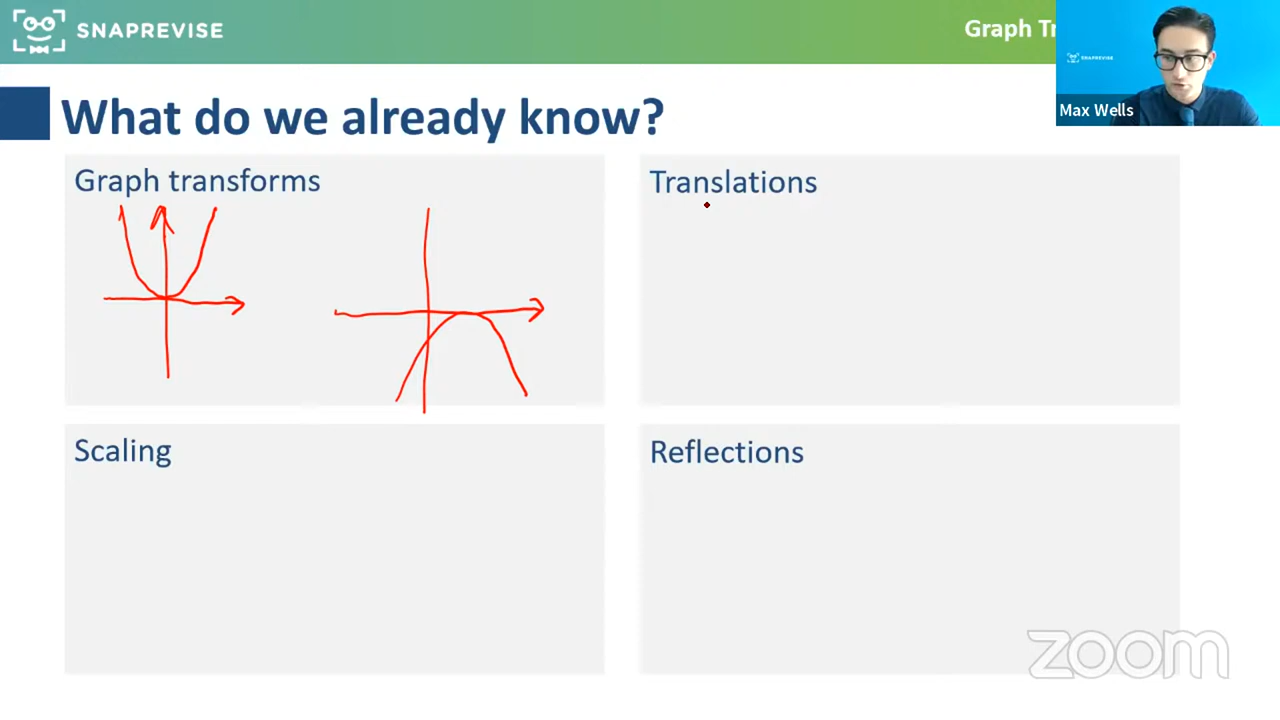 SNAPREVISE
Graph Tr
SNAPREVISE
Max Wells
What do we already know?
Graph transforms
Translations
Scaling
Reflections
zoom